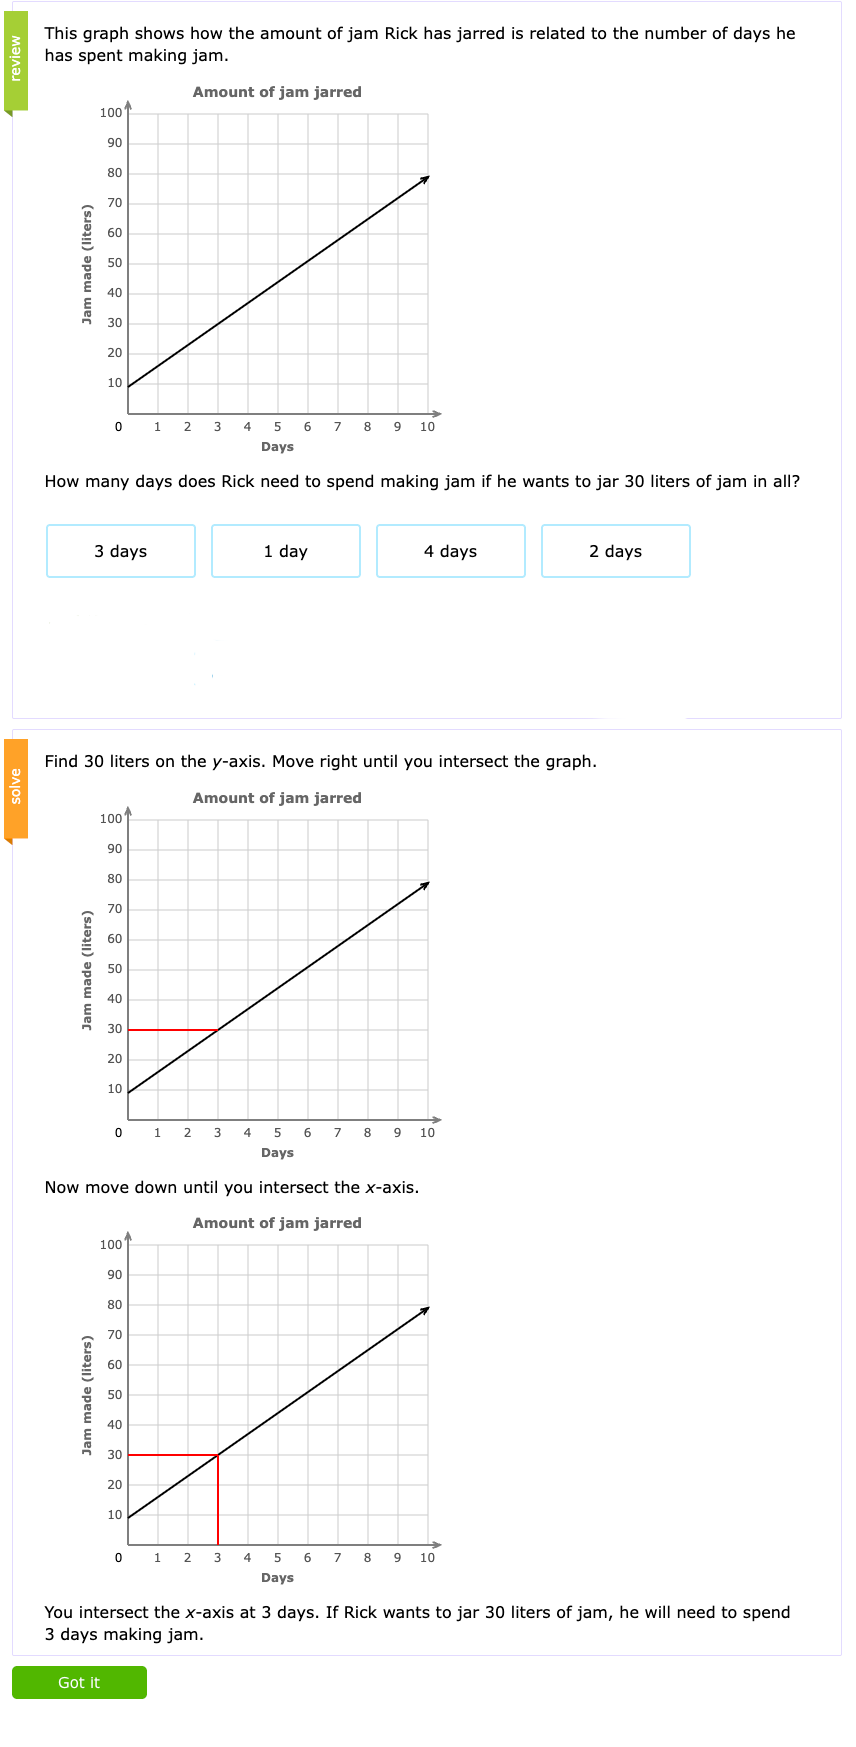 review
This graph shows how the amount of jam Rick has jarred is related to the number of days he
has spent making jam.
Amount of jam jarred
100
90
80
70
60
50
40
30
20
10
Jam made (liters)
0 1 2 3 4 5 6 7 8 9 10
Days
How many days does Rick need to spend making jam if he wants to jar 30 liters of jam in all?
3 days 1 day 4 days 2 days
solve
Find 30 liters on the y-axis. Move right until you intersect the graph.
Amount of jam jarred
100
90
80
70
60
50
40
30
20
10
Jam made (liters)
0 1 2 3 4 5 6 7 8 9 10
Days
Now move down until you intersect the x-axis.
Amount of jam jarred
100
90
80
70
60
50
40
30
20
10
Jam made (liters)
0 1 2 3 4 5 6 7 8 9 10
Days
You intersect the x-axis at 3 days. If Rick wants to jar 30 liters of jam, he will need to spend
3 days making jam.
Got it